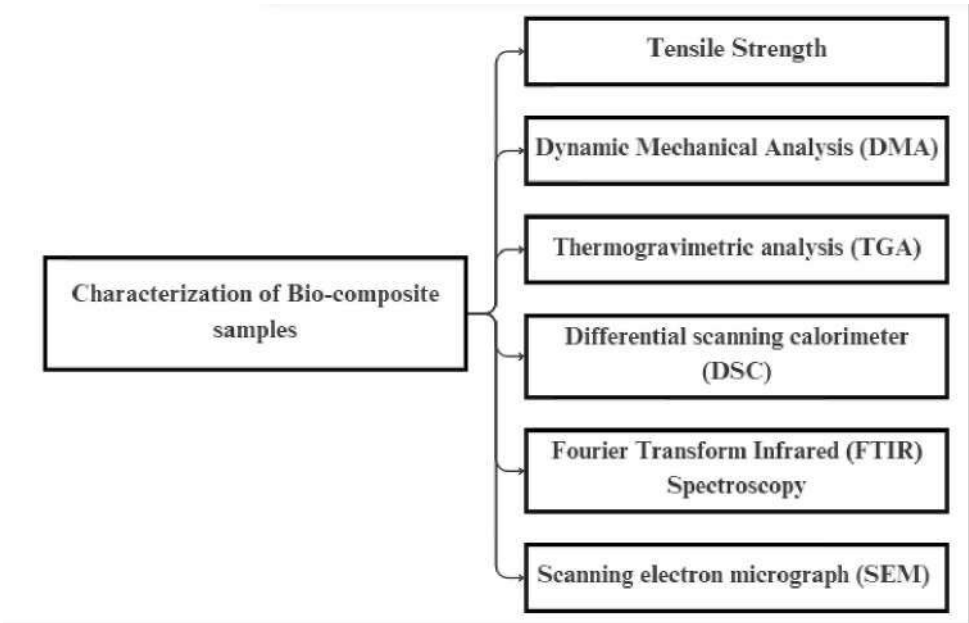 Tensile Strength
Dynamic Mechanical Analysis (DMA)
Thermogravimetric analysis (TGA)
Characterization of Bio-composite
samples
Differential scanning calorimeter
(DSC)
Fourier Transform Infrared (FTIR)
Spectroscopy
Scanning electron micrograph (SEM)